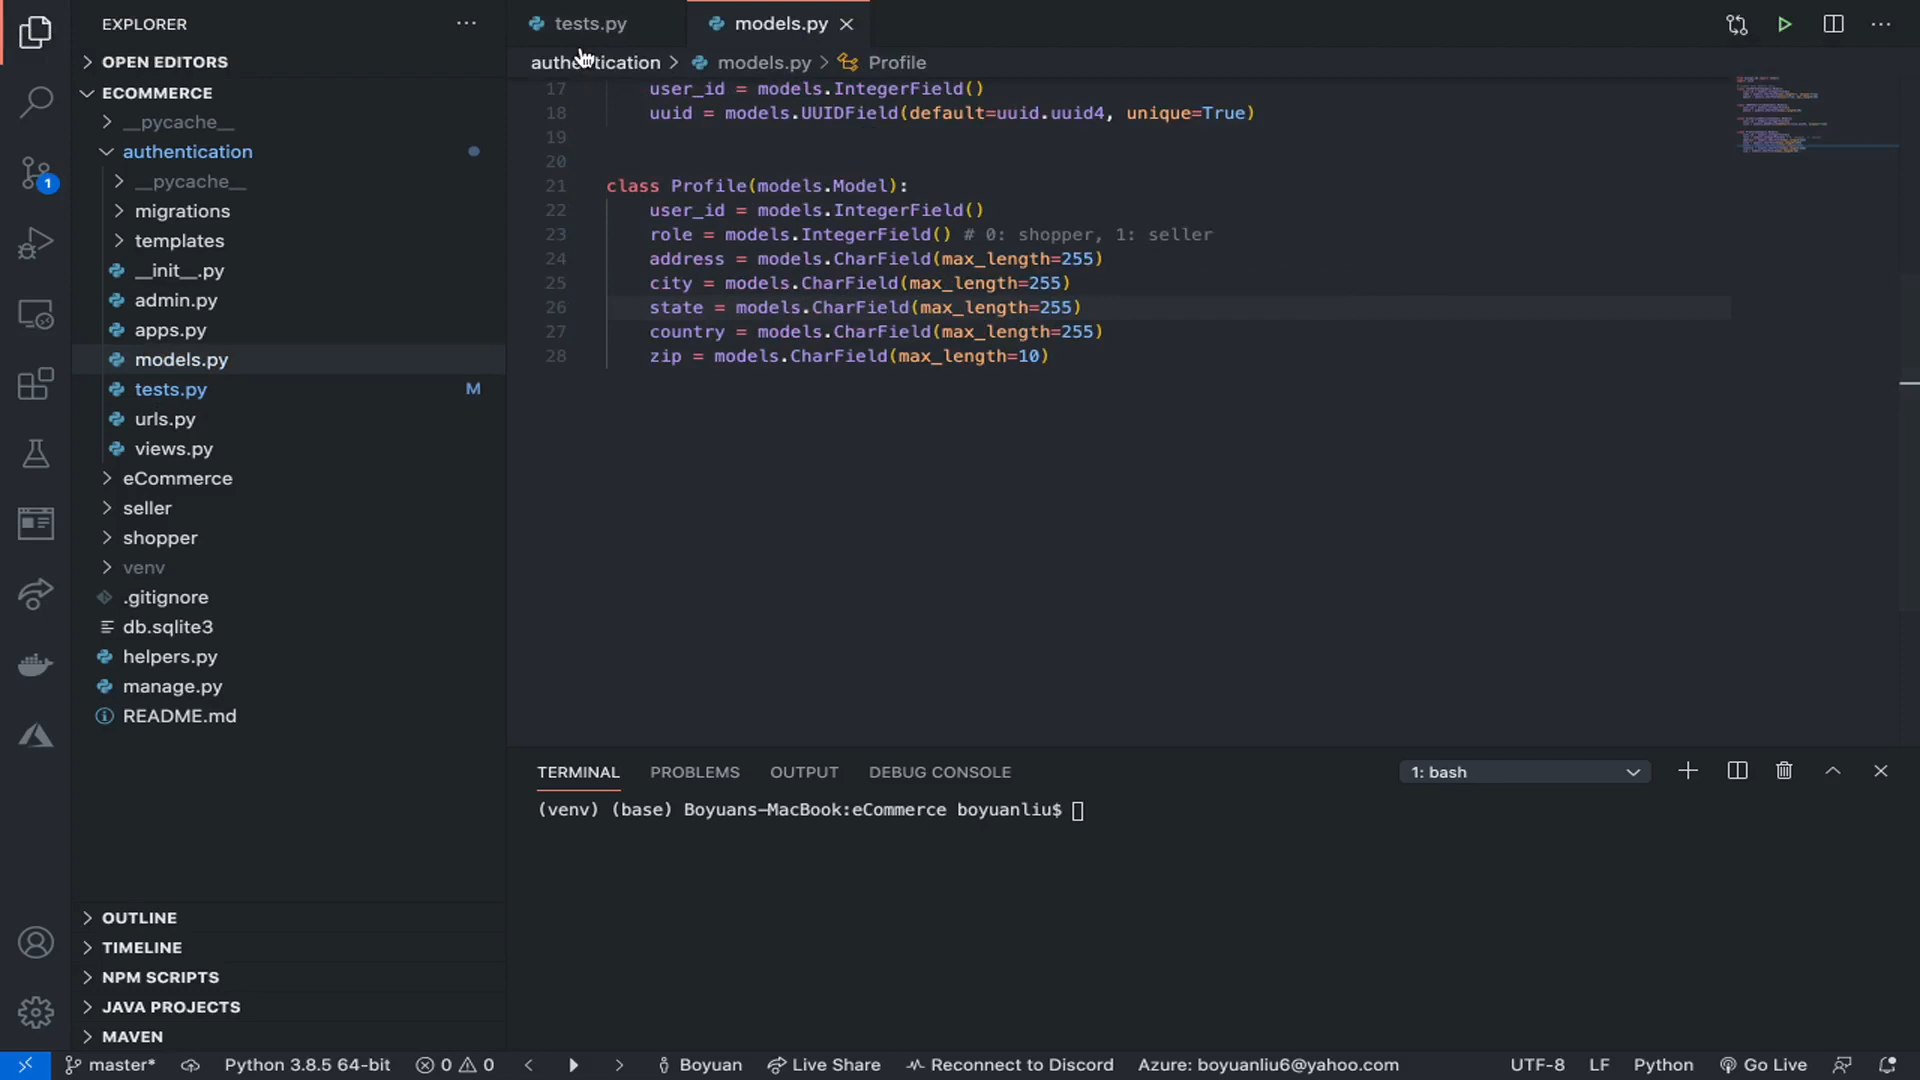 EXPLORER
OPEN EDITORS
ECOMMERCE
__pycache__
authentication
__pycache__
migrations
templates
__init__.py
admin.py
apps.py
models.py
tests.py M
urls.py
views.py
eCommerce
seller
shopper
venv
.gitignore
db.sqlite3
helpers.py
manage.py
README.md
OUTLINE
TIMELINE
NPM SCRIPTS
JAVA PROJECTS
MAVEN
1
tests.py models.py
authentication > models.py > Profile
17 user_id = models.IntegerField()
18 uuid = models.UUIDField(default=uuid.uuid4, unique=True)
19
20
21 class Profile(models.Model):
22 user_id = models.IntegerField()
23 role = models.IntegerField() # 0: shopper, 1: seller
24 address = models.CharField(max_length=255)
25 city = models.CharField(max_length=255)
26 state = models.CharField(max_length=255)
27 country = models.CharField(max_length=255)
28 zip = models.CharField(max_length=10)
TERMINAL PROBLEMS OUTPUT DEBUG CONSOLE 1: bash
(venv) (base) Boyuans-MacBook:eCommerce boyuanliu$
master* Python 3.8.5 64-bit 0 0 Boyuan Live Share Reconnect to Discord Azure: boyuanliu6@yahoo.com UTF-8 LF Python Go Live